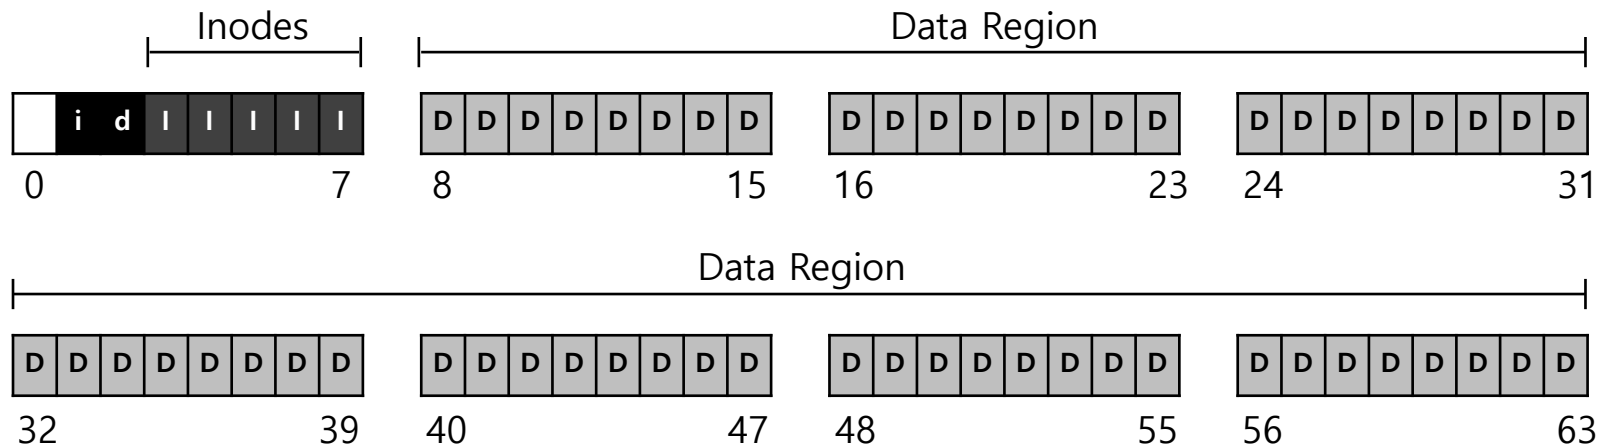 Inodes Data Region
i d I I I I I D D D D D D D D D D D D D D D D D D D D D D D D
0 7 8 15 16 23 24 31
Data Region
D D D D D D D D D D D D D D D D D D D D D D D D D D D D D D D D
32 39 40 47 48 55 56 63